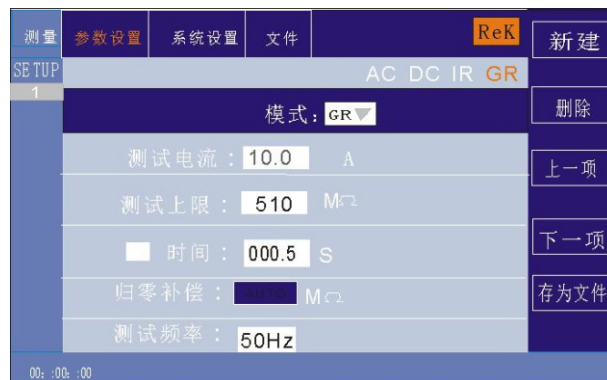 测量 参数设置 系统设置 文件 ReK 新建
SETUP AC DC IR GR
1
模式：GR 删除
测试电流： 10.0 A
上一项
测试上限： 510 MΩ
时间： 000.5 S
下一项
归零补偿： MΩ 存为文件
测试频率： 50Hz
00: :00: :00